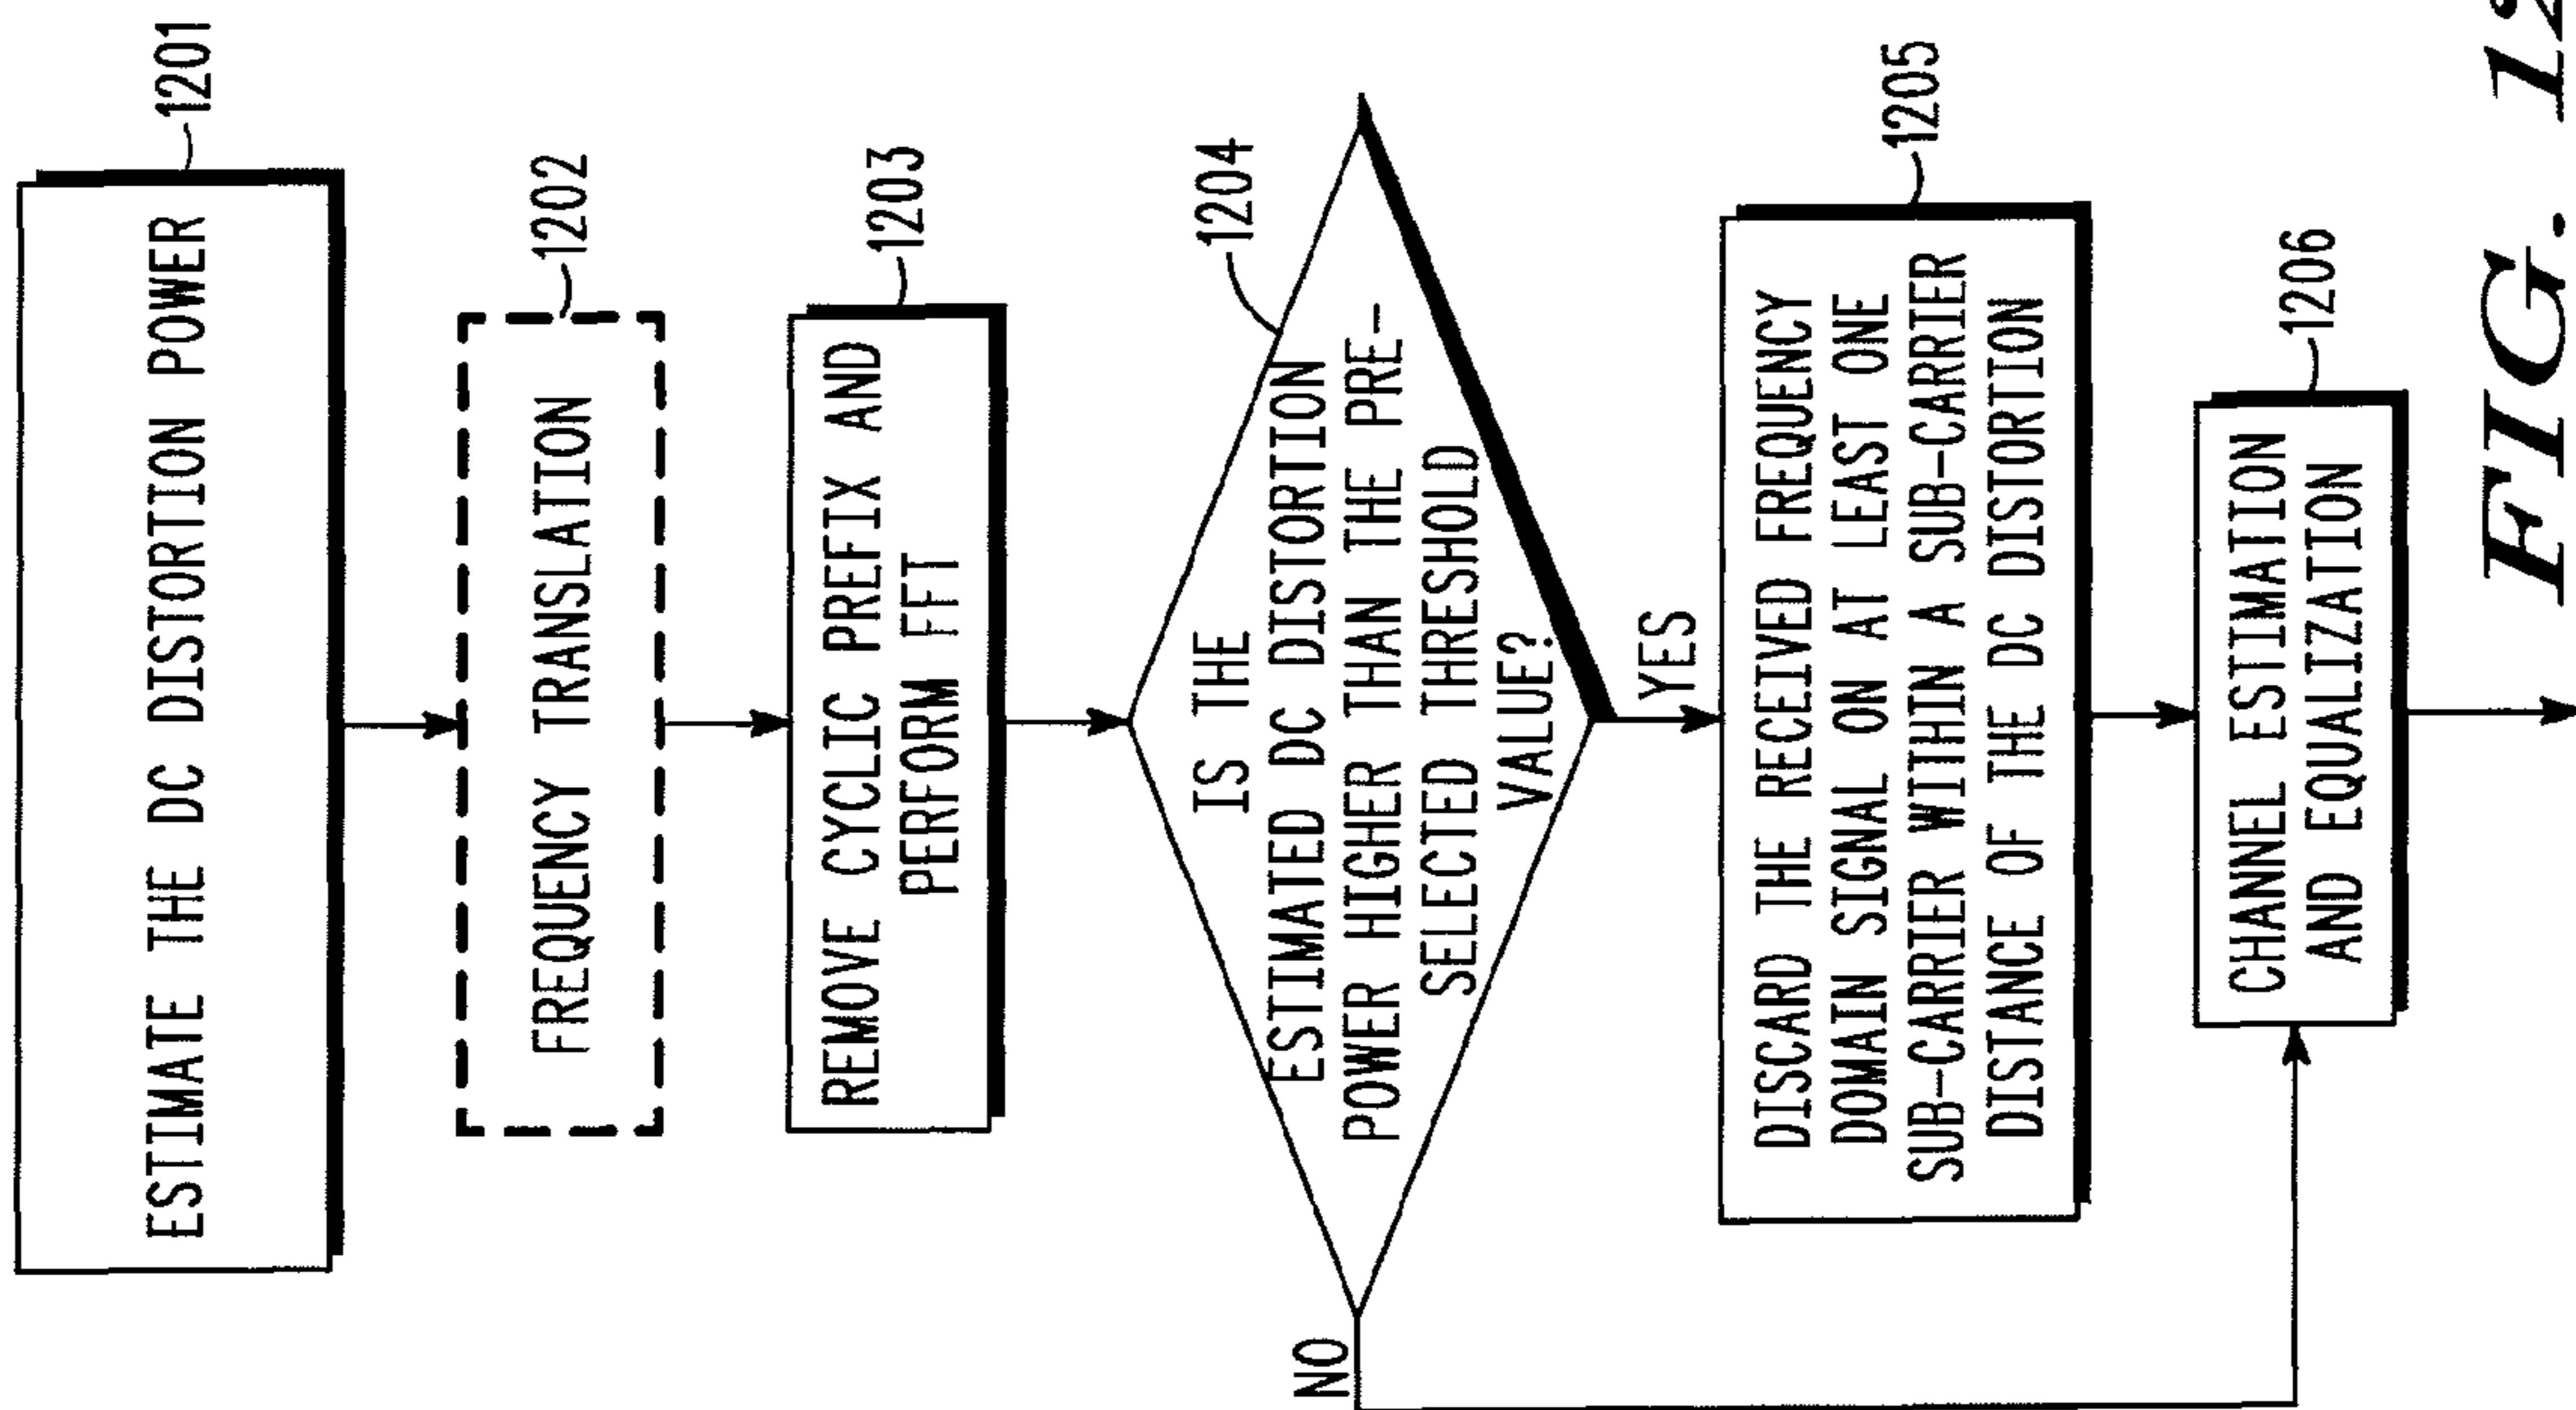 ESTIMATE THE DC DISTORTION POWER
1201
FREQUENCY TRANSLATION
1202
REMOVE CYCLIC PREFIX AND
PERFORM FFT
1203
IS THE
ESTIMATED DC DISTORTION
POWER HIGHER THAN THE PRE-
SELECTED THRESHOLD
VALUE?
1204
NO
YES
DISCARD THE RECEIVED FREQUENCY
DOMAIN SIGNAL ON AT LEAST ONE
SUB-CARRIER WITHIN A SUB-CARRIER
DISTANCE OF THE DC DISTORTION
1205
CHANNEL ESTIMATION
AND EQUALIZATION
1206
FIG. 12